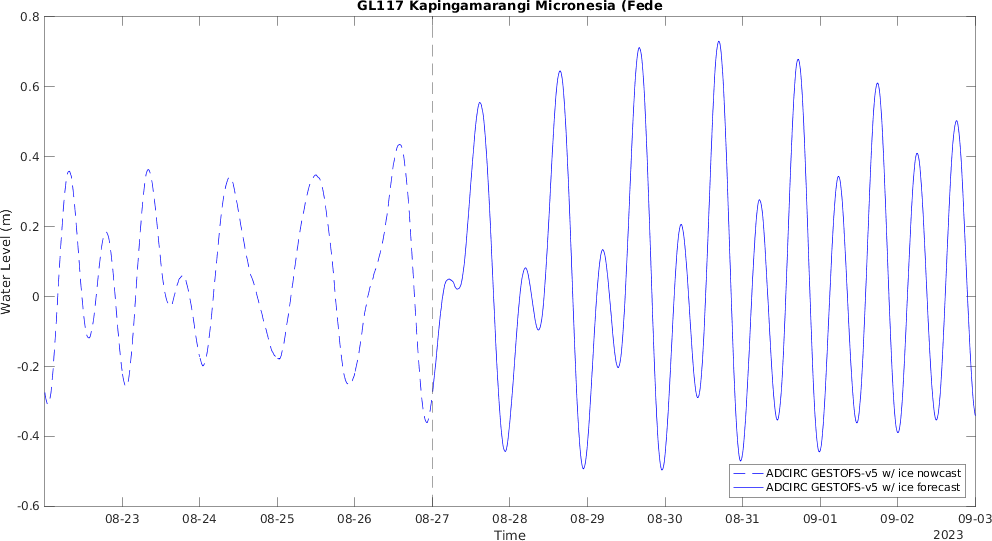 GL117 Kapingamarangi Micronesia (Fede
0.8
0.6
0.4
0.2
0
-0.2
-0.4
-0.6
Water Level (m)
ADCIRC GESTOFS-v5 w/ ice nowcast
ADCIRC GESTOFS-v5 w/ ice forecast
08-23 08-24 08-25 08-26 08-27 08-28 08-29 08-30 08-31 09-01 09-02 09-03
Time
2023